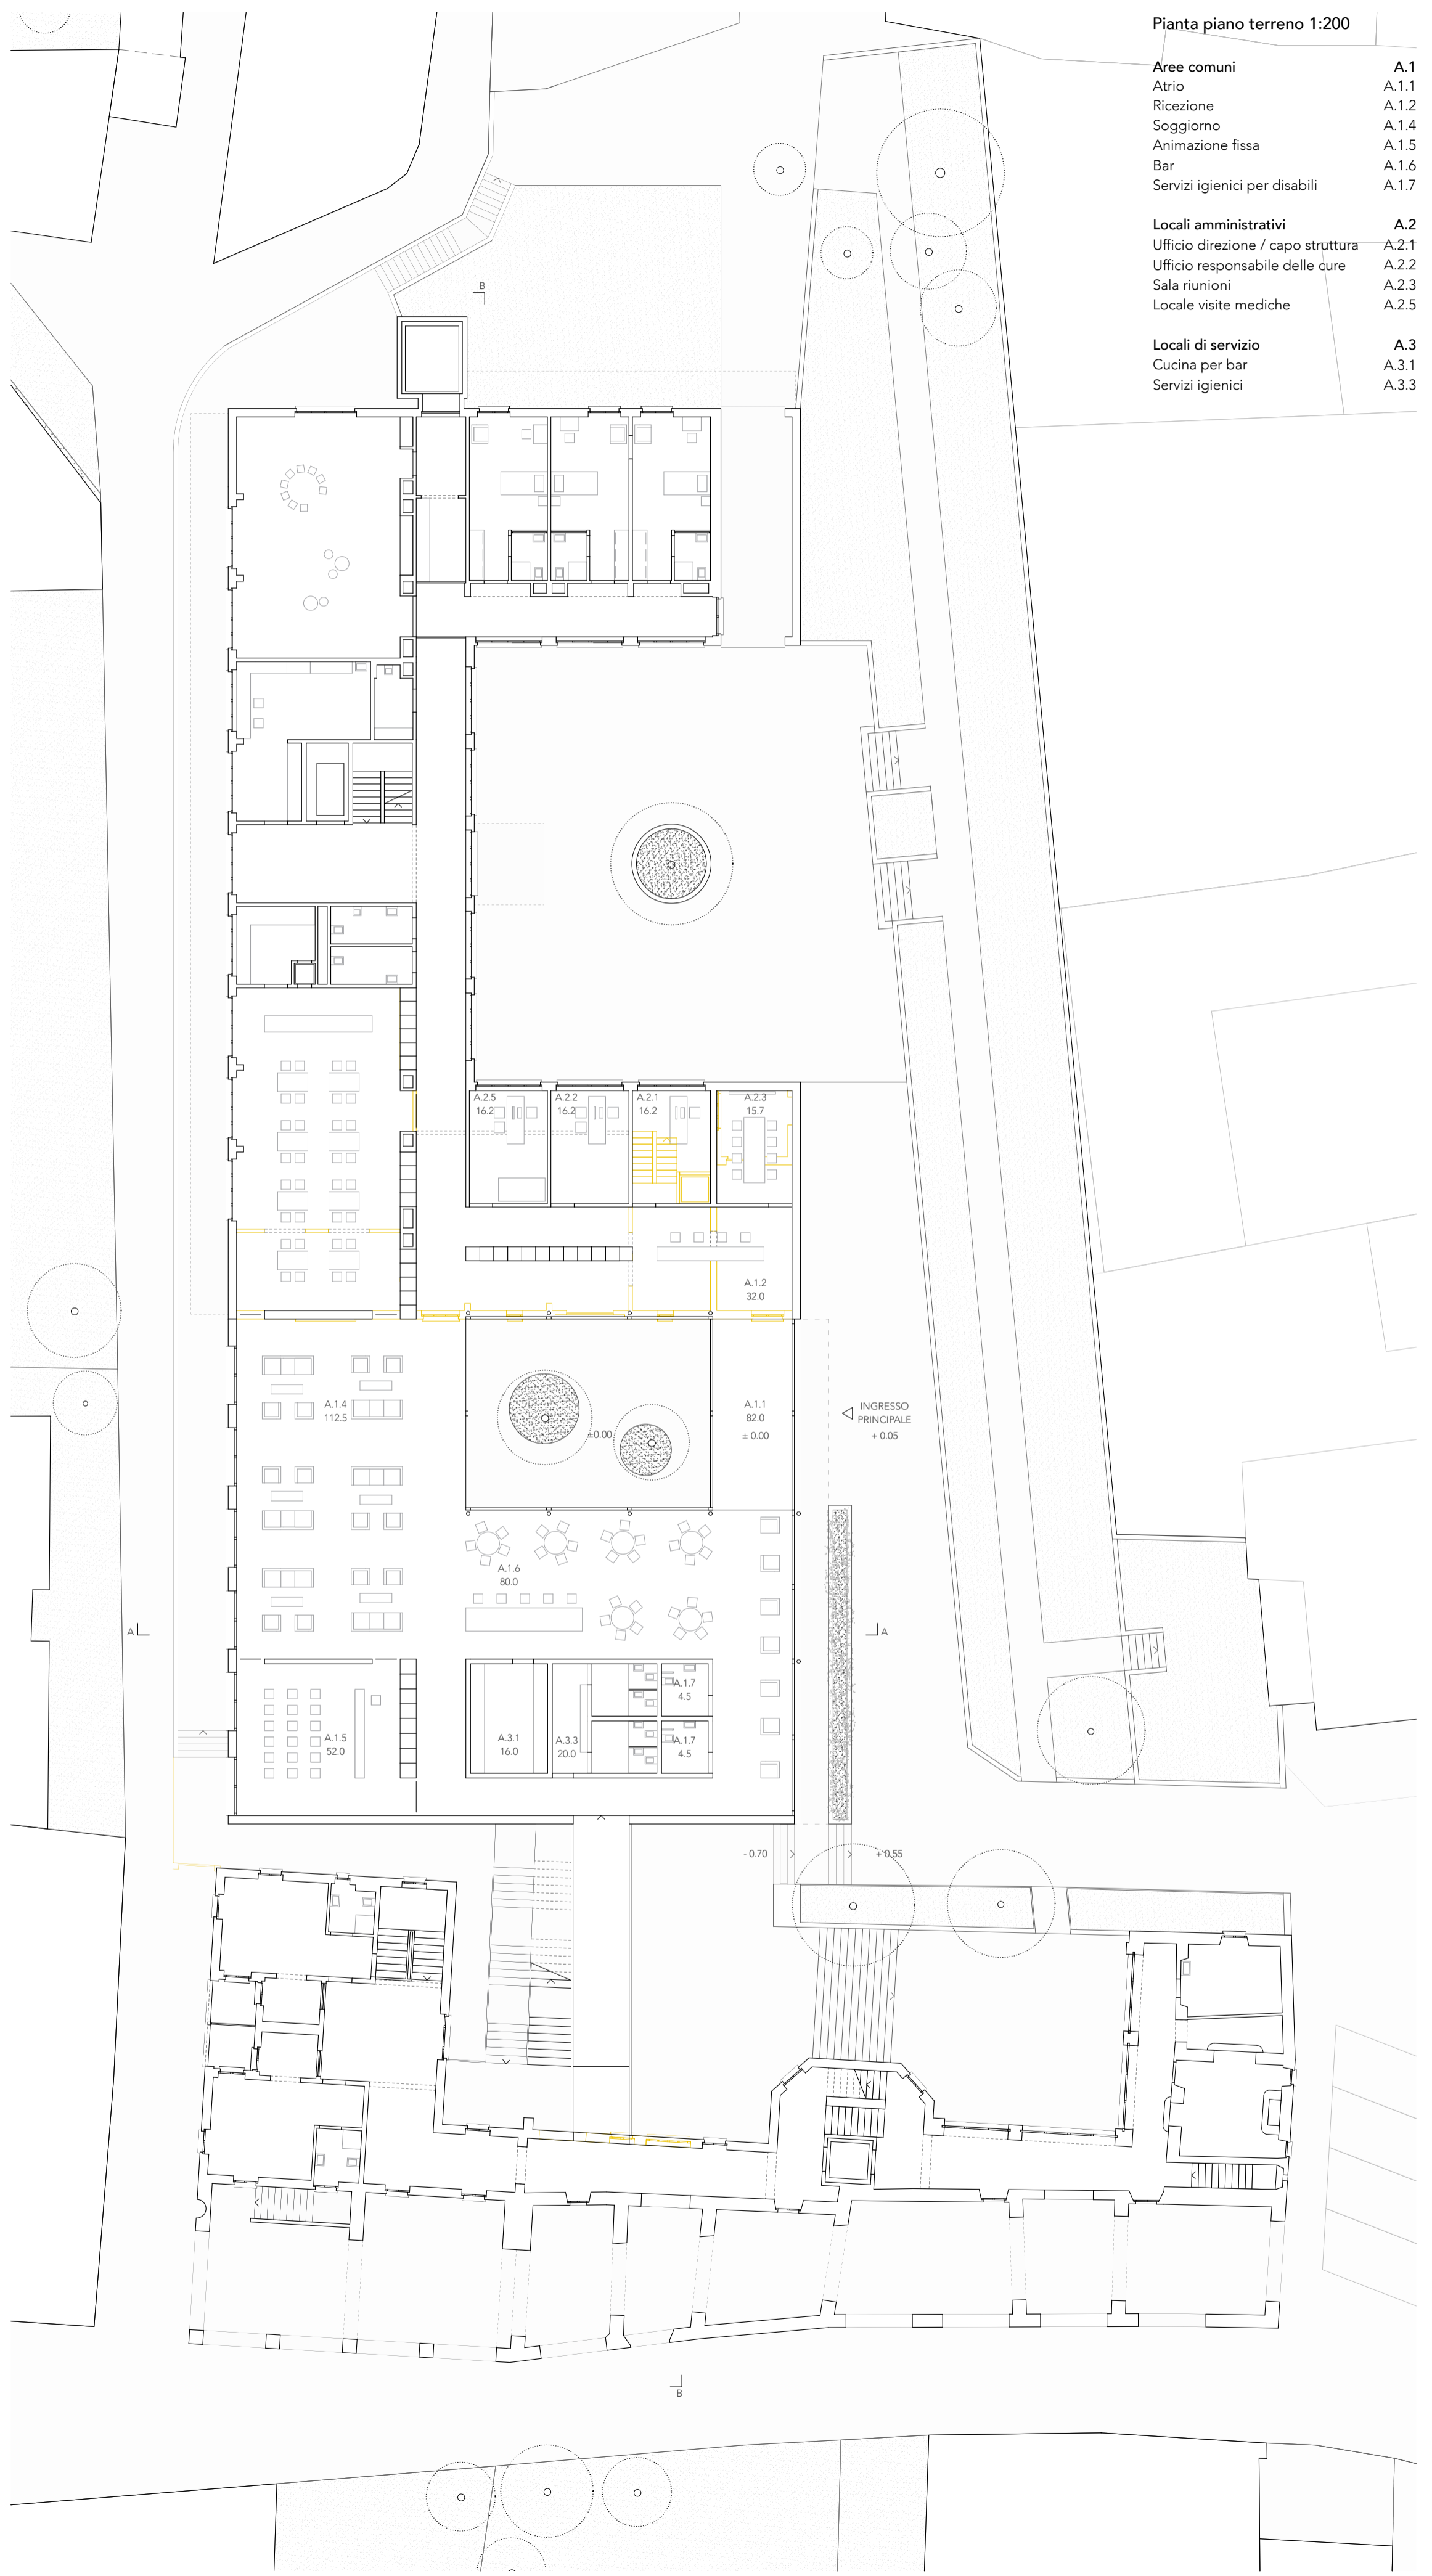 Pianta piano terreno 1:200
Aree comuni A.1
Atrio A.1.1
Ricezione A.1.2
Soggiorno A.1.4
Animazione fissa A.1.5
Bar A.1.6
Servizi igienici per disabili A.1.7
Locali amministrativi A.2
Ufficio direzione / capo struttura A.2.1
Ufficio responsabile delle cure A.2.2
Sala riunioni A.2.3
Locale visite mediche A.2.5
Locali di servizio A.3
Cucina per bar A.3.1
Servizi igienici A.3.3
B
A.2.5
16.2
A.2.2
16.2
A.2.1
16.2
A.2.3
15.7
A.1.2
32.0
A.1.4
112.5
±0.00
A.1.1
82.0
± 0.00
INGRESSO
PRINCIPALE
+ 0.05
A.1.6
80.0
A
A
A.1.5
52.0
A.3.1
16.0
A.3.3
20.0
A.1.7
4.5
A.1.7
4.5
- 0.70
+ 0.55
B